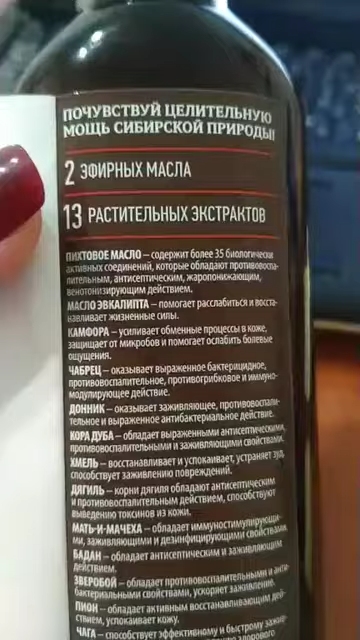 ПОЧУВСТВУЙ ЦЕЛИТЕЛЬНУЮ
МОЩЬ СИБИРСКОЙ ПРИРОДЫ!
2 ЭФИРНЫХ МАСЛА
13 РАСТИТЕЛЬНЫХ ЭКСТРАКТОВ
ПИХТОВОЕ МАСЛО – содержит более 35 биологически
активных соединений, которые обладают противовоспа-
лительным, антисептическим, жаропонижающим,
венотонизирующим действием.
МАСЛО ЭВКАЛИПТА – помогает расслабиться и восста-
навливает жизненные силы.
КАМФОРА – усиливает обменные процессы в коже,
защищает от микробов и помогает ослабить болевые
ощущения.
ЧАБРЕЦ – оказывает выраженное бактерицидное,
противовоспалительное, противогрибковое и иммуно-
модулирующее действие.
ДОННИК – оказывает заживляющее, противовоспали-
тельное и выраженное антибактериальное действие.
КОРА ДУБА – обладает выраженными антисептическими,
противовоспалительными и заживляющими свойствами.
ХМЕЛЬ – восстанавливает и успокаивает, устраняет зуд,
способствует заживлению повреждений.
ДЯГИЛЬ – корни дягиля обладают антисептическим
и противовоспалительным действием, способствуют
выведению токсинов из кожи.
МАТЬ-И-МАЧЕХА – обладает иммуностимулирующи-
ми, заживляющими и дезинфицирующими свойствами.
БАДАН – обладает антисептическим и заживляющим
действием.
ЗВЕРОБОЙ – обладает противовоспалительными и анти-
бактериальными свойствами, ускоряет заживление.
ПИОН – обладает активным восстанавливающим дей-
ствием, успокаивает кожу.
ЧАГА – способствует эффективному и быстрому зажив-